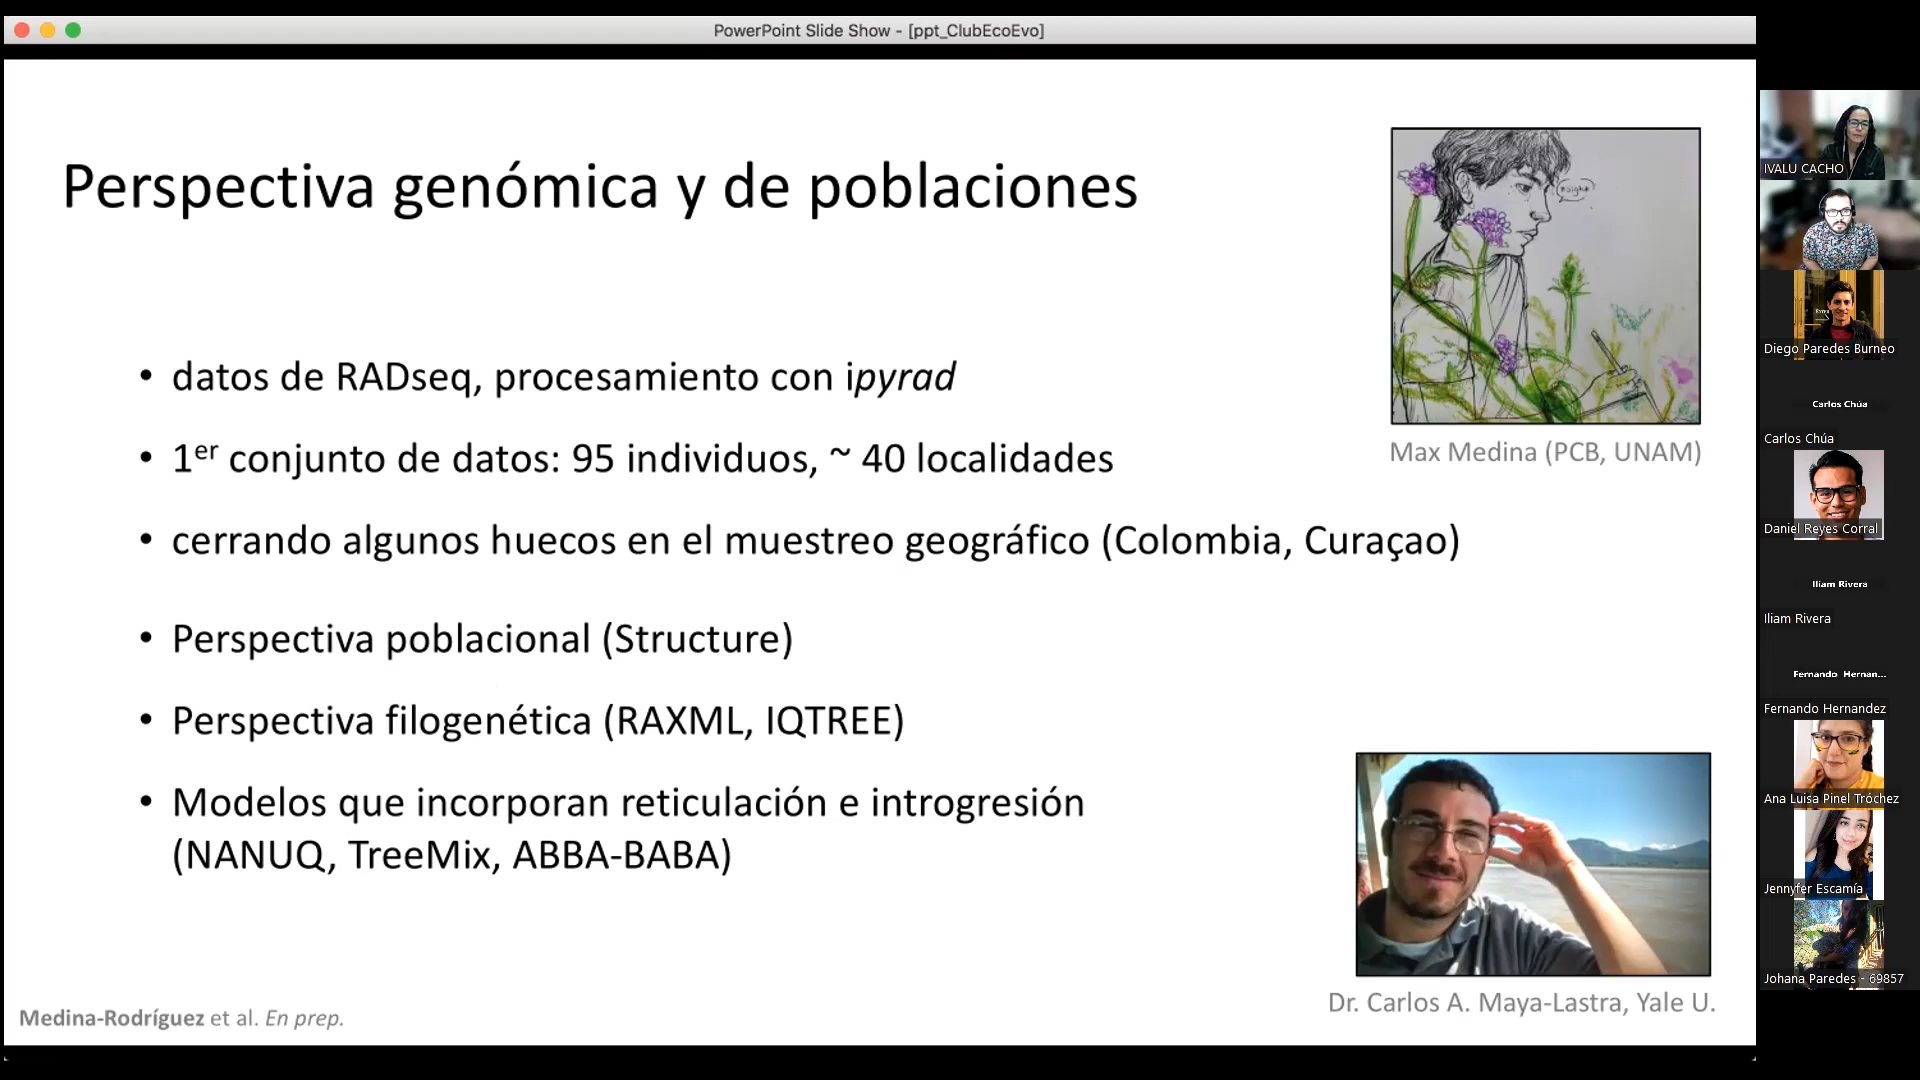 PowerPoint Slide Show - [ppt_ClubEcoEvo]
Perspectiva genómica y de poblaciones
• datos de RADseq, procesamiento con ipyrad
• 1er conjunto de datos: 95 individuos, ~ 40 localidades
• cerrando algunos huecos en el muestreo geográfico (Colombia, Curaçao)
• Perspectiva poblacional (Structure)
• Perspectiva filogenética (RAXML, IQTREE)
• Modelos que incorporan reticulación e introgresión
(NANUQ, TreeMix, ABBA-BABA)
Max Medina (PCB, UNAM)
Dr. Carlos A. Maya-Lastra, Yale U.
Medina-Rodríguez et al. En prep.
IVALU CACHO
Diego Paredes Burneo
Carlos Chúa
Carlos Chúa
Daniel Reyes Corral
Iliam Rivera
Iliam Rivera
Fernando Hernan...
Fernando Hernandez
Ana Luisa Pinel Tróchez
Jennyfer Escamía
Johana Paredes - 69857